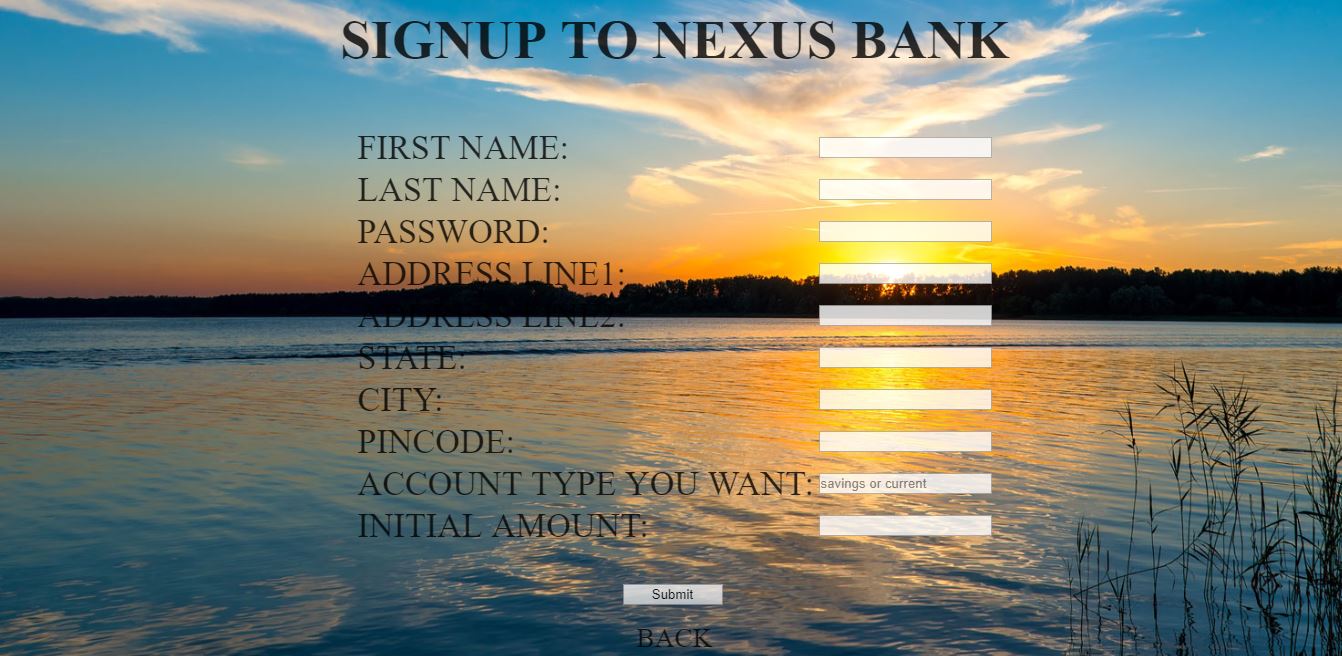 SIGNUP TO NEXUS BANK
FIRST NAME:
LAST NAME:
PASSWORD:
ADDRESS LINE1:
ADDRESS LINE2:
STATE:
CITY:
PINCODE:
ACCOUNT TYPE YOU WANT: savings or current
INITIAL AMOUNT:
Submit
BACK